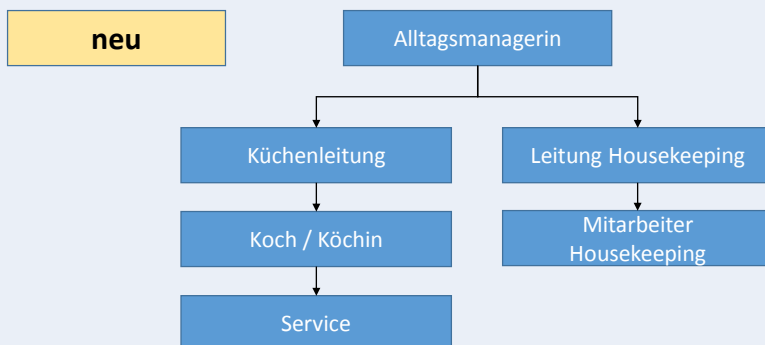 neu
Alltagsmanagerin
Küchenleitung
Leitung Housekeeping
Koch / Köchin
Mitarbeiter
Housekeeping
Service